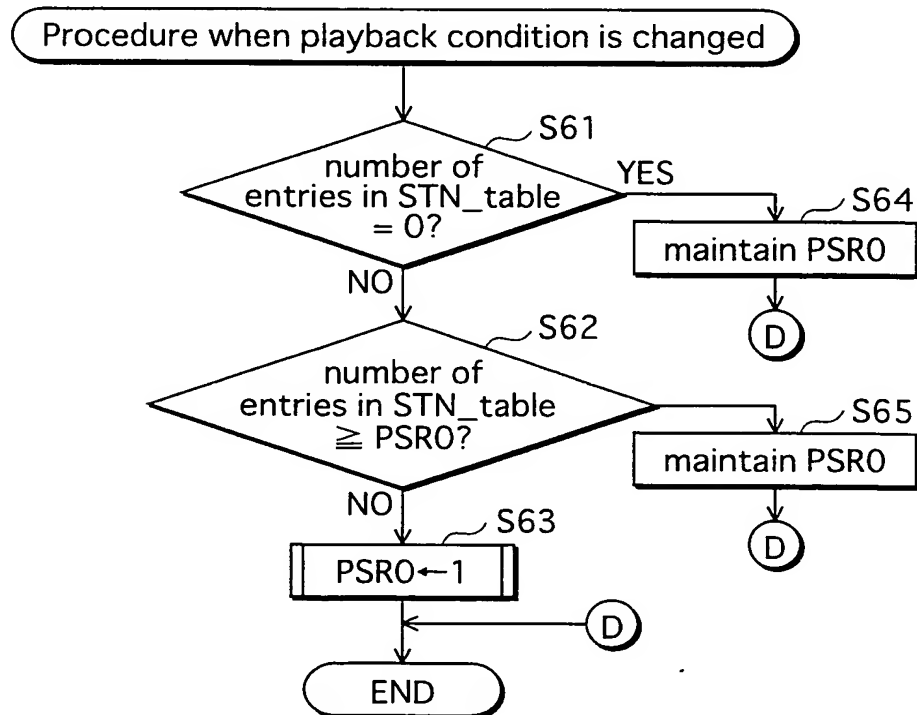 Procedure when playback condition is changed
S61
number of
entries in STN_table
= 0?
YES
S64
maintain PSR0
D
NO
S62
number of
entries in STN_table
≧ PSR0?
S65
maintain PSR0
D
NO
S63
PSR0←1
D
END